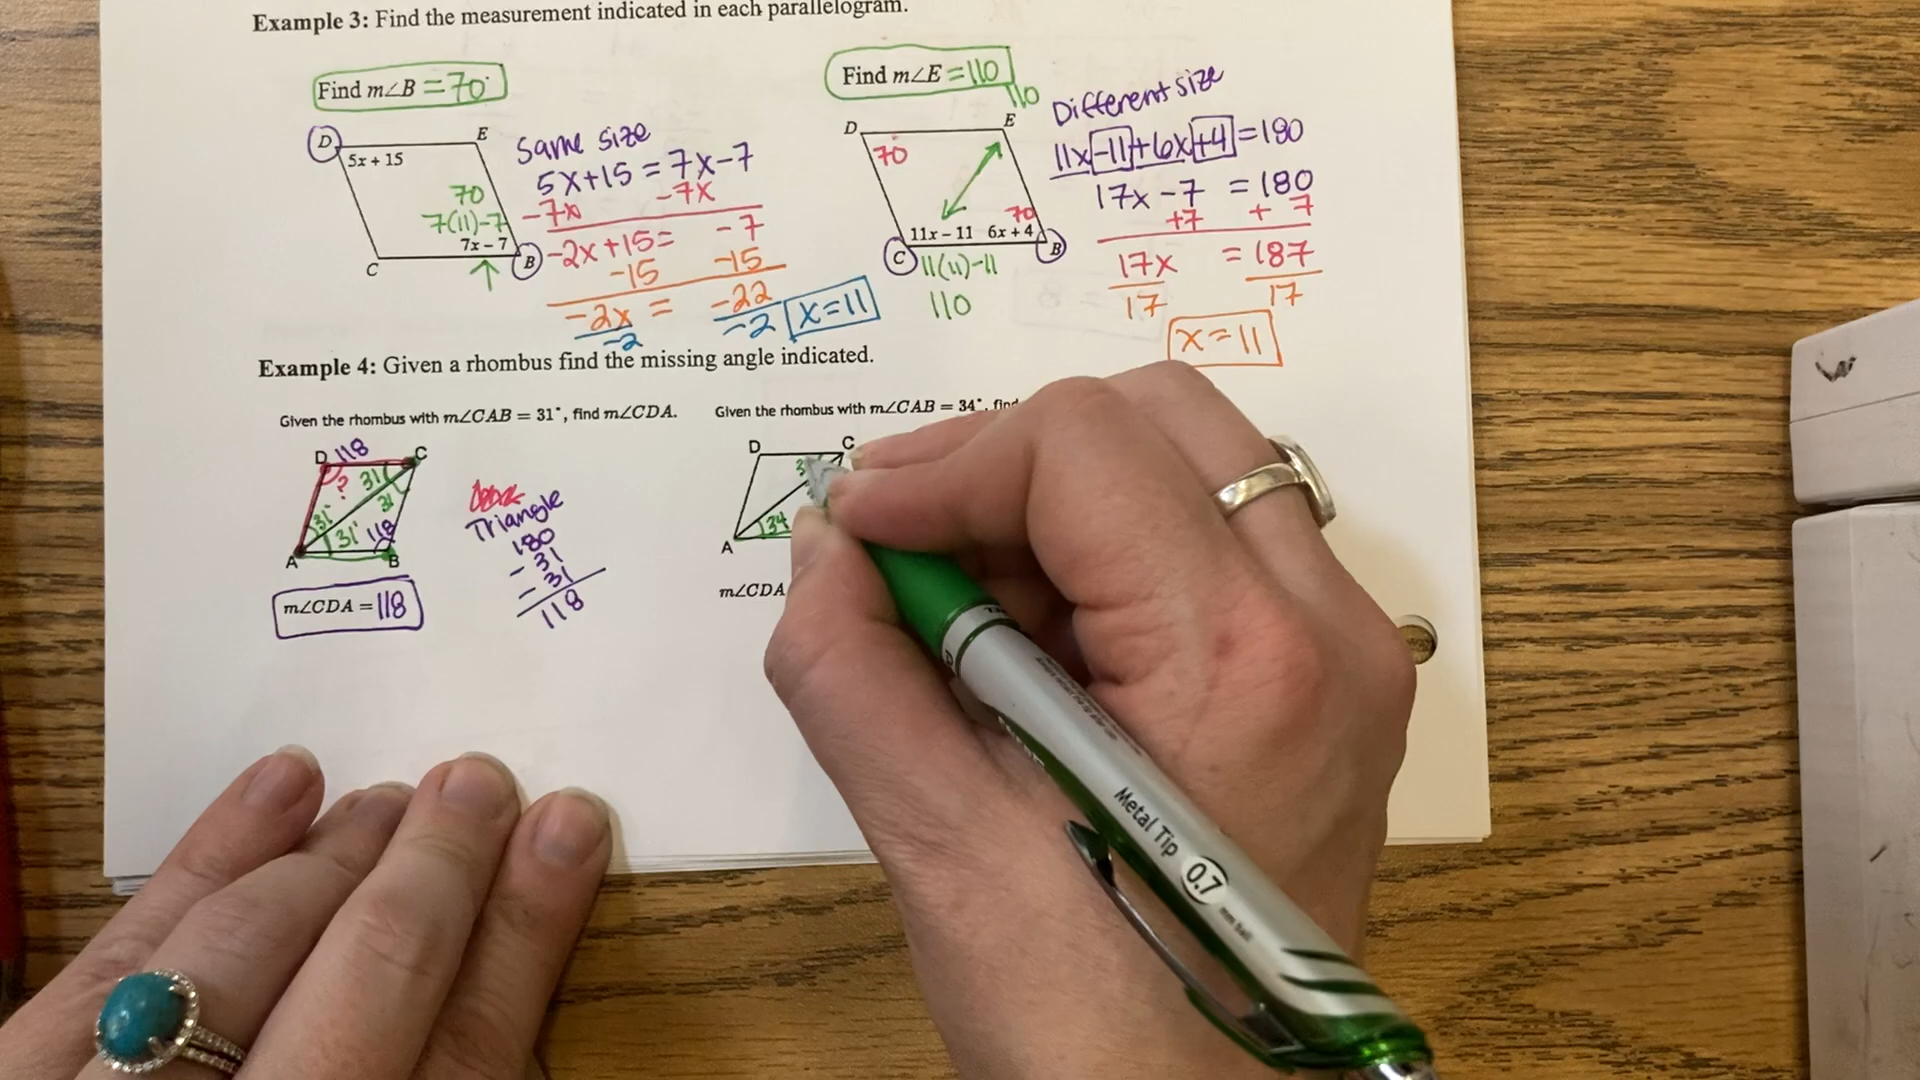 Example 3: Find the measurement indicated in each parallelogram.
Find m∠B = 70°
D
E
5x + 15
70
7(11)-7
7x – 7
C
B
Same size
5x+15 = 7x-7
-7x -7x
-2x+15= -7
-15 -15
-2x = -22
-2 -2
x=11
Find m∠E = 110
110
D
E
70
70
11x – 11 6x + 4
C
B
11(11)-11
110
Different size
11x-11+6x+4=180
17x -7 = 180
+7 + 7
17x = 187
17 17
x=11
Example 4: Given a rhombus find the missing angle indicated.
Given the rhombus with m∠CAB = 31°, find m∠CDA.
D 118 C
? 31
31
31°
31° 118
A B
m∠CDA = 118
Triangle
180
- 31
- 31
118
Given the rhombus with m∠CAB = 34°, find
D C
34
A
m∠CDA
Metal Tip 0.7
mm ball